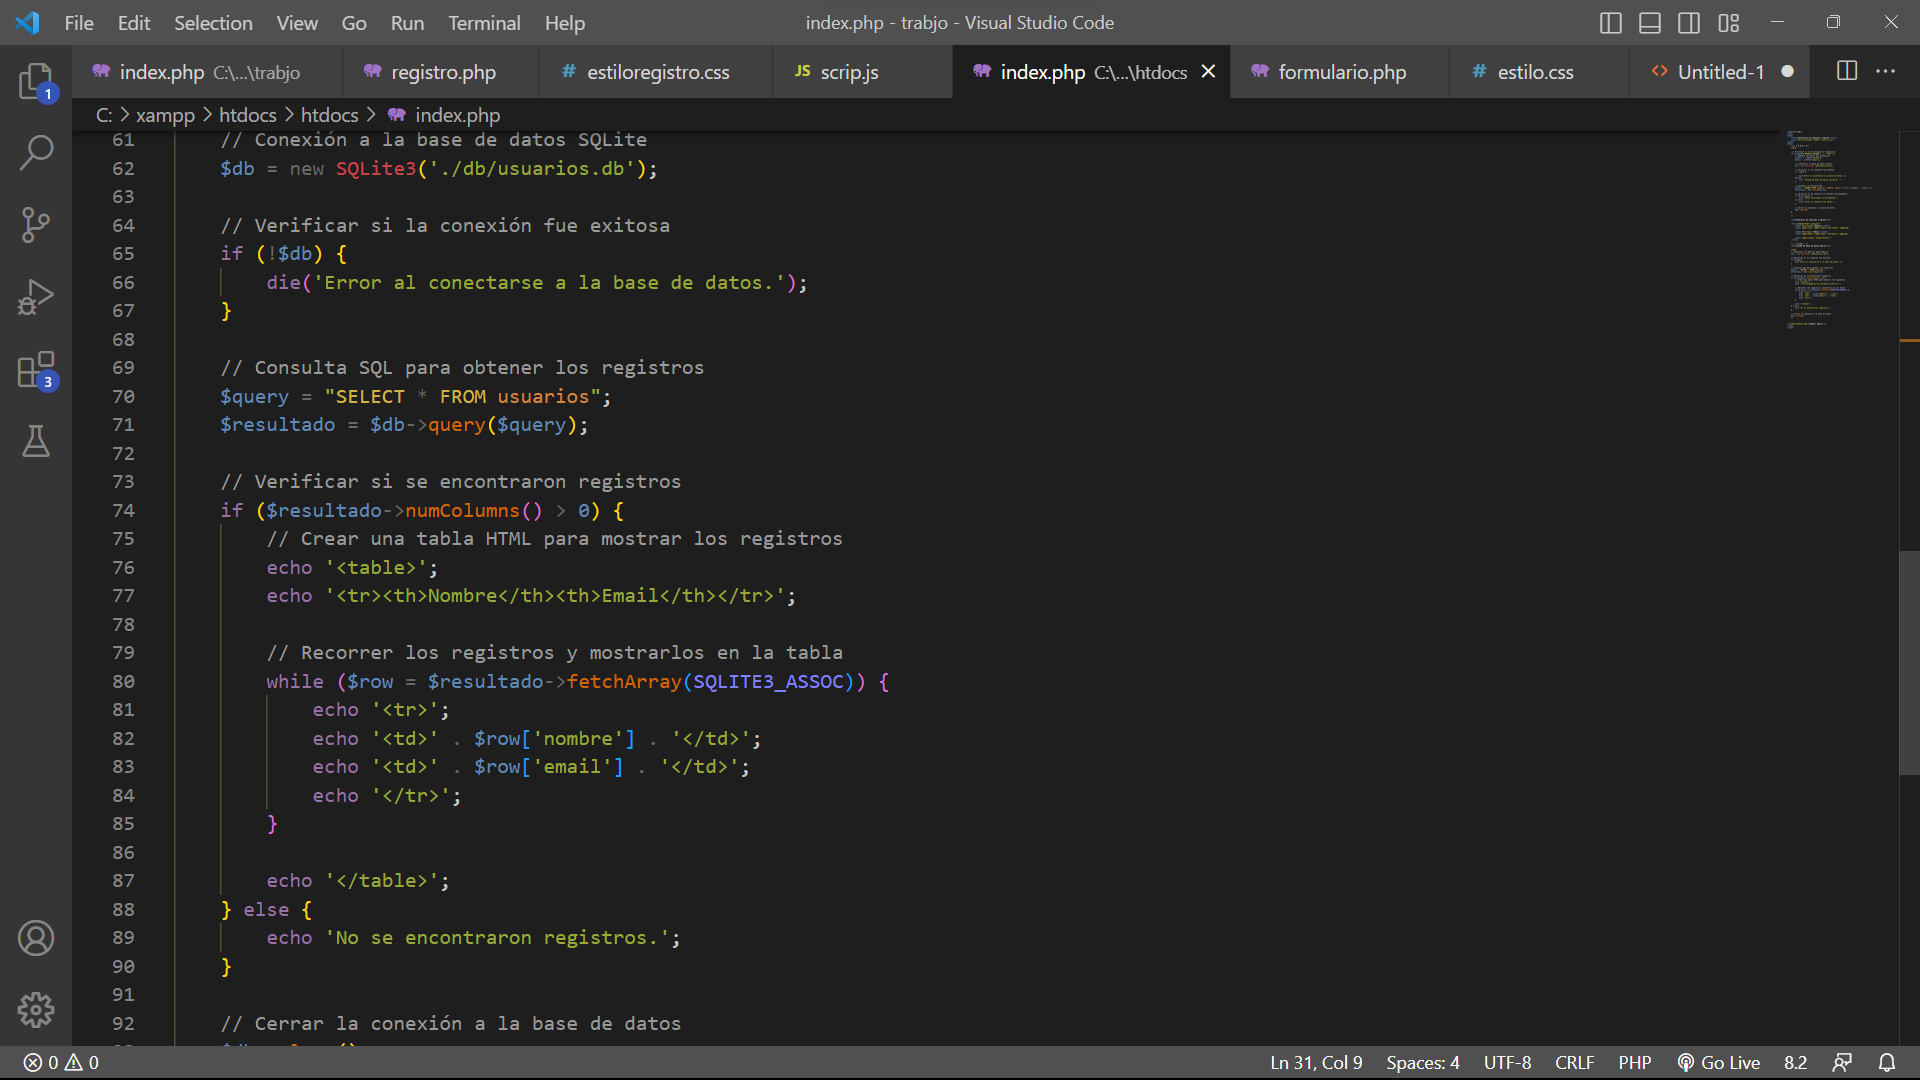 File Edit Selection View Go Run Terminal Help index.php - trabjo - Visual Studio Code
index.php C:\...\trabjo registro.php # estiloregistro.css JS scrip.js index.php C:\...\htdocs formulario.php # estilo.css <> Untitled-1
C: > xampp > htdocs > htdocs > index.php
61 // Conexión a la base de datos SQLite
62 $db = new SQLite3('./db/usuarios.db');
63
64 // Verificar si la conexión fue exitosa
65 if (!$db) {
66 die('Error al conectarse a la base de datos.');
67 }
68
69 // Consulta SQL para obtener los registros
70 $query = "SELECT * FROM usuarios";
71 $resultado = $db->query($query);
72
73 // Verificar si se encontraron registros
74 if ($resultado->numColumns() > 0) {
75 // Crear una tabla HTML para mostrar los registros
76 echo '<table>';
77 echo '<tr><th>Nombre</th><th>Email</th></tr>';
78
79 // Recorrer los registros y mostrarlos en la tabla
80 while ($row = $resultado->fetchArray(SQLITE3_ASSOC)) {
81 echo '<tr>';
82 echo '<td>' . $row['nombre'] . '</td>';
83 echo '<td>' . $row['email'] . '</td>';
84 echo '</tr>';
85 }
86
87 echo '</table>';
88 } else {
89 echo 'No se encontraron registros.';
90 }
91
92 // Cerrar la conexión a la base de datos
1
3
0 0 Ln 31, Col 9 Spaces: 4 UTF-8 CRLF PHP Go Live 8.2